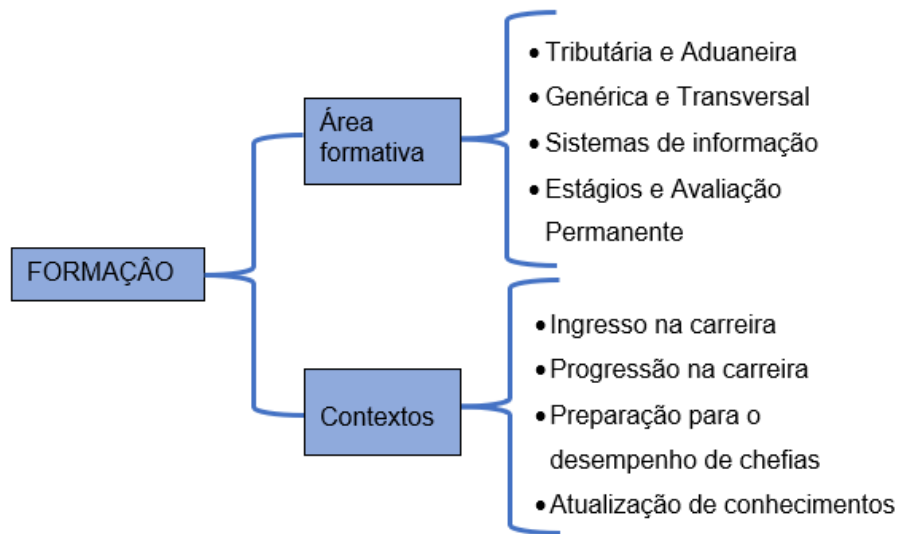 FORMAÇÂO
Área
formativa
• Tributária e Aduaneira
• Genérica e Transversal
• Sistemas de informação
• Estágios e Avaliação
Permanente
Contextos
• Ingresso na carreira
• Progressão na carreira
• Preparação para o
desempenho de chefias
• Atualização de conhecimentos